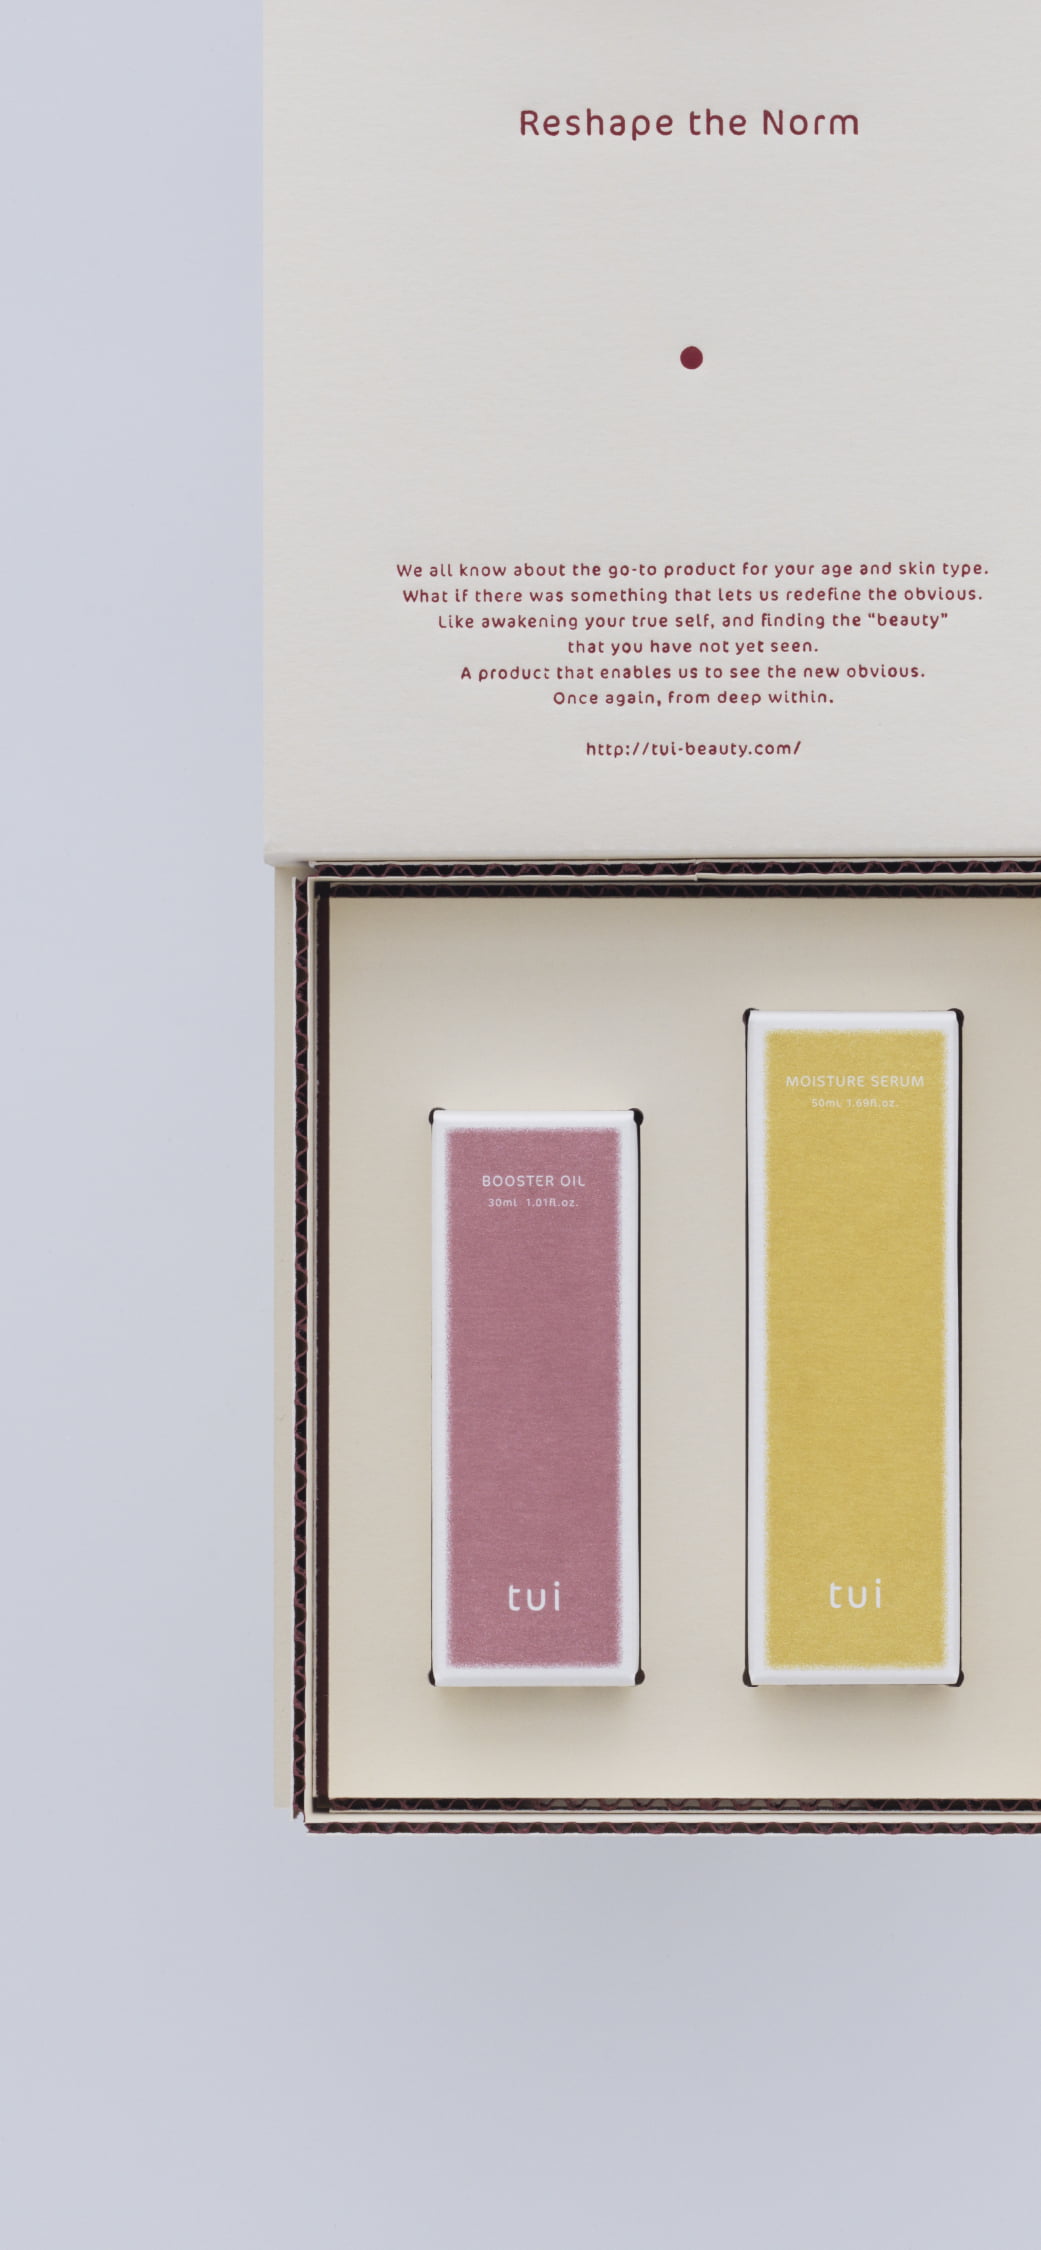 Reshape the Norm
We all know about the go-to product for your age and skin type.
What if there was something that lets us redefine the obvious.
Like awakening your true self, and finding the “beauty”
that you have not yet seen.
A product that enables us to see the new obvious.
Once again, from deep within.
http://tui-beauty.com/
BOOSTER OIL
30ml 1.01fl.oz.
tui
MOISTURE SERUM
50ml 1.69fl.oz.
tui